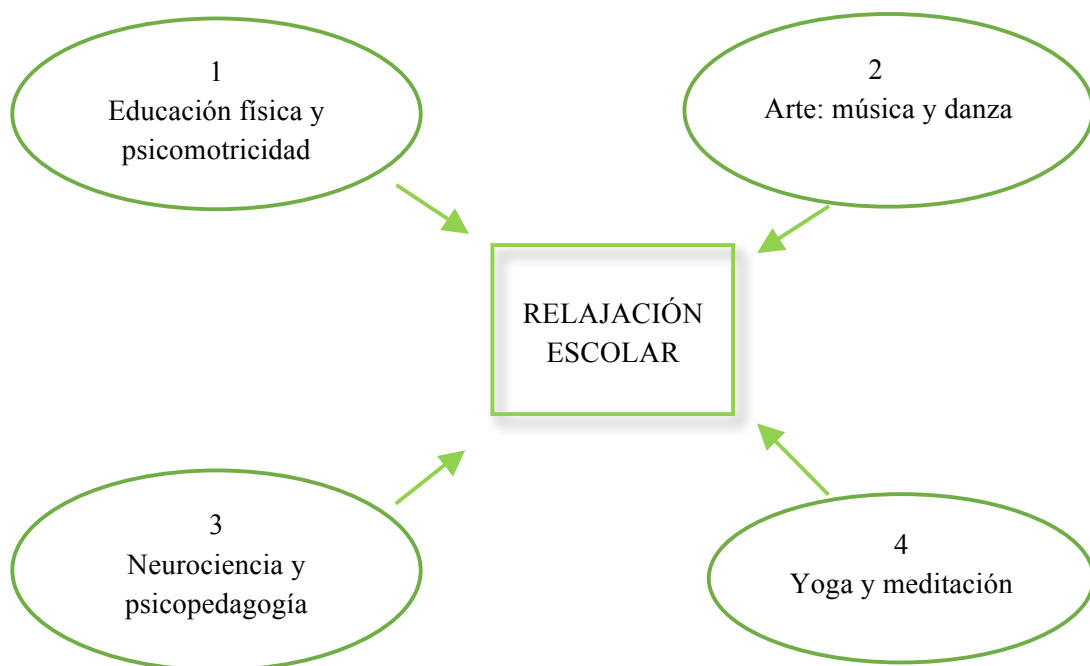 1
Educación física y
psicomotricidad
2
Arte: música y danza
RELAJACIÓN
ESCOLAR
3
Neurociencia y
psicopedagogía
4
Yoga y meditación